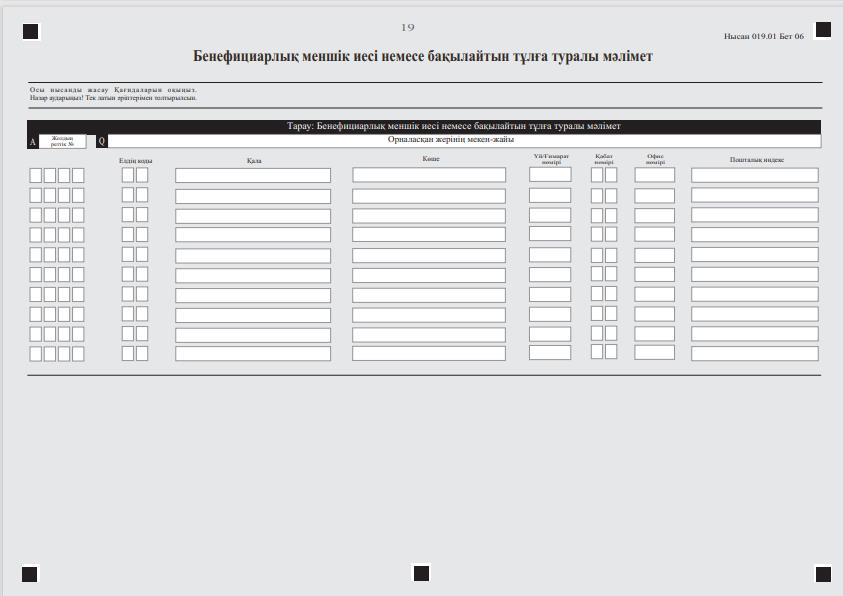 19
Нысан 019.01 Бет 06
Бенефициарлық меншік иесі немесе бақылайтын тұлға туралы мәлімет
Осы нысанды жасау Қағидаларын оқыңыз.
Назар аударыңыз! Тек латын әріптерімен толтырылсын.
Тарау: Бенефициарлық меншік иесі немесе бақылайтын тұлға туралы мәлімет
A Жолдың реттік № Q Орналасқан жерінің мекен-жайы
Елдің коды Қала Көше Үй/Ғимарат нөмірі Қабат нөмірі Офис нөмірі Пошталық индекс